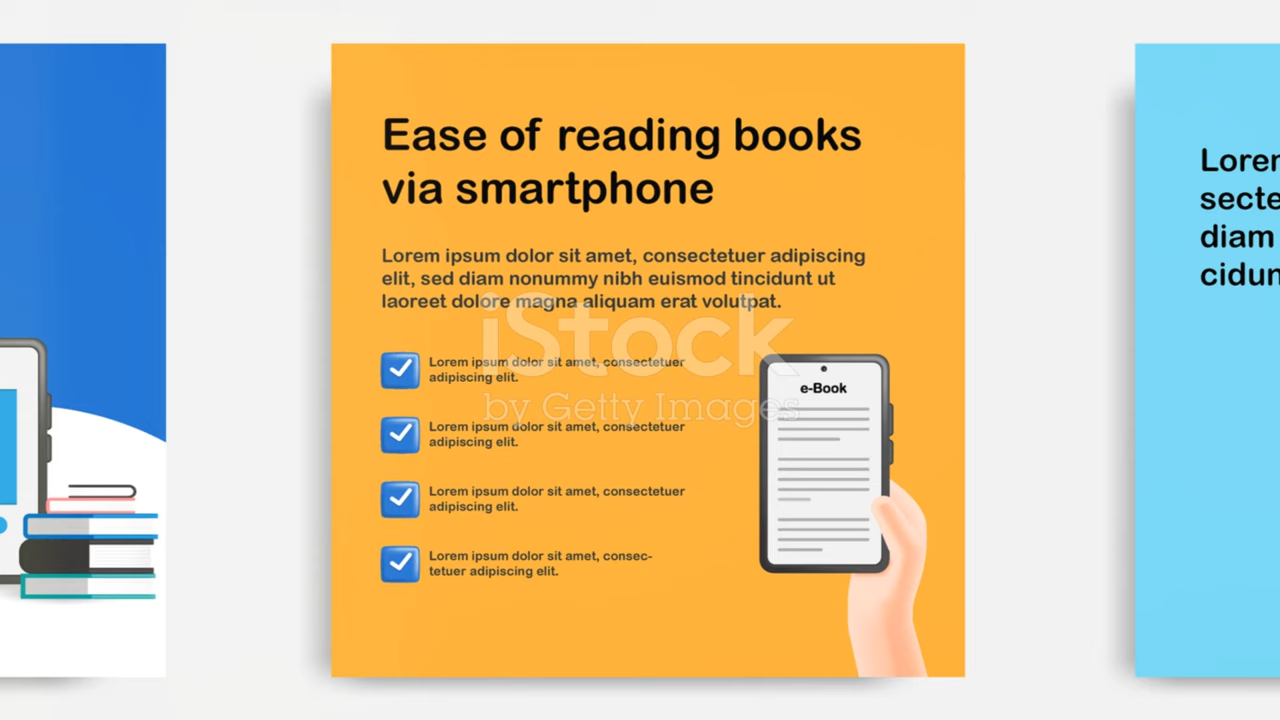 Ease of reading books
via smartphone
Lorem ipsum dolor sit amet, consectetuer adipiscing
elit, sed diam nonummy nibh euismod tincidunt ut
laoreet dolore magna aliquam erat volutpat.
Lorem ipsum dolor sit amet, consectetuer
adipiscing elit.
Lorem ipsum dolor sit amet, consectetuer
adipiscing elit.
Lorem ipsum dolor sit amet, consectetuer
adipiscing elit.
Lorem ipsum dolor sit amet, consec-
tetuer adipiscing elit.
e-Book
iStock
by Getty Images
Lorer
secte
diam
cidun